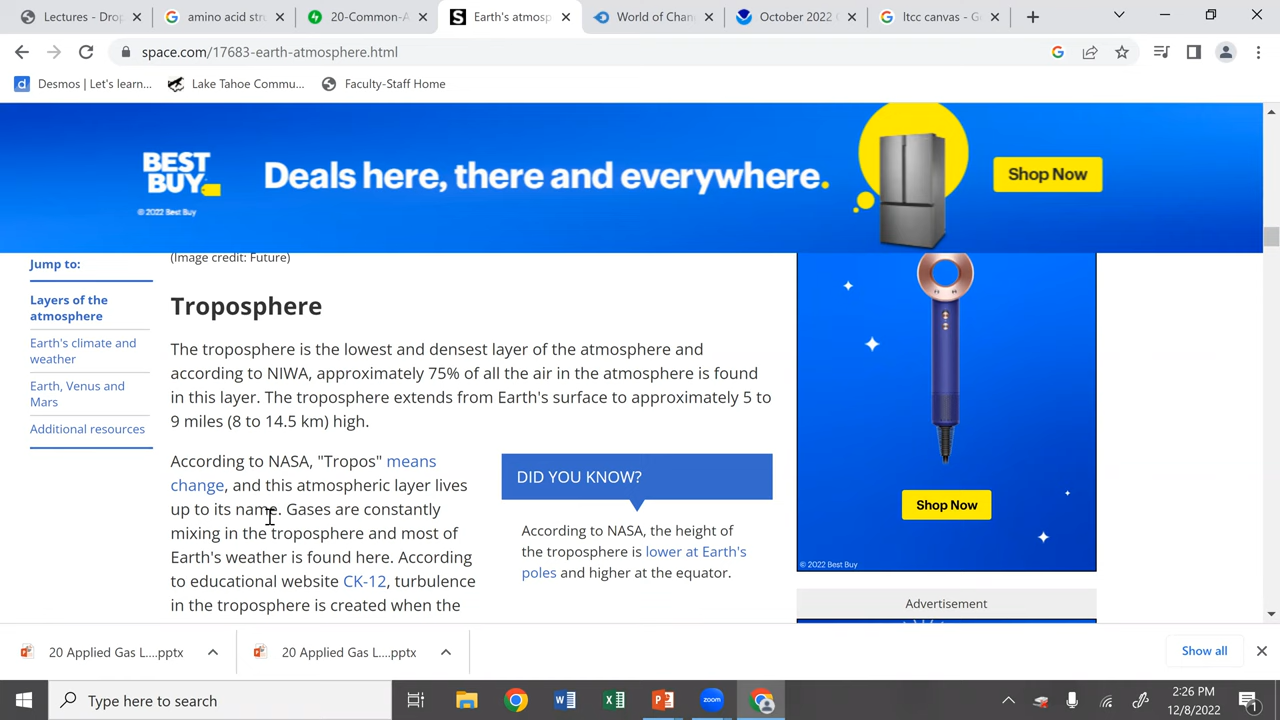 Lectures - Drop
amino acid stru
20-Common-A
Earth's atmosp
World of Chan
October 2022 C
ltcc canvas - Go
space.com/17683-earth-atmosphere.html
Desmos | Let's learn...
Lake Tahoe Commu...
Faculty-Staff Home
BEST
BUY
© 2022 Best Buy
Deals here, there and everywhere.
Shop Now
(Image credit: Future)
Jump to:
Layers of the
atmosphere
Earth's climate and
weather
Earth, Venus and
Mars
Additional resources
Troposphere
The troposphere is the lowest and densest layer of the atmosphere and
according to NIWA, approximately 75% of all the air in the atmosphere is found
in this layer. The troposphere extends from Earth's surface to approximately 5 to
9 miles (8 to 14.5 km) high.
According to NASA, "Tropos" means
change, and this atmospheric layer lives
up to its name. Gases are constantly
mixing in the troposphere and most of
Earth's weather is found here. According
to educational website CK-12, turbulence
in the troposphere is created when the
DID YOU KNOW?
According to NASA, the height of
the troposphere is lower at Earth's
poles and higher at the equator.
Shop Now
© 2022 Best Buy
Advertisement
20 Applied Gas L....pptx
20 Applied Gas L....pptx
Show all
Type here to search
2:26 PM
12/8/2022
1